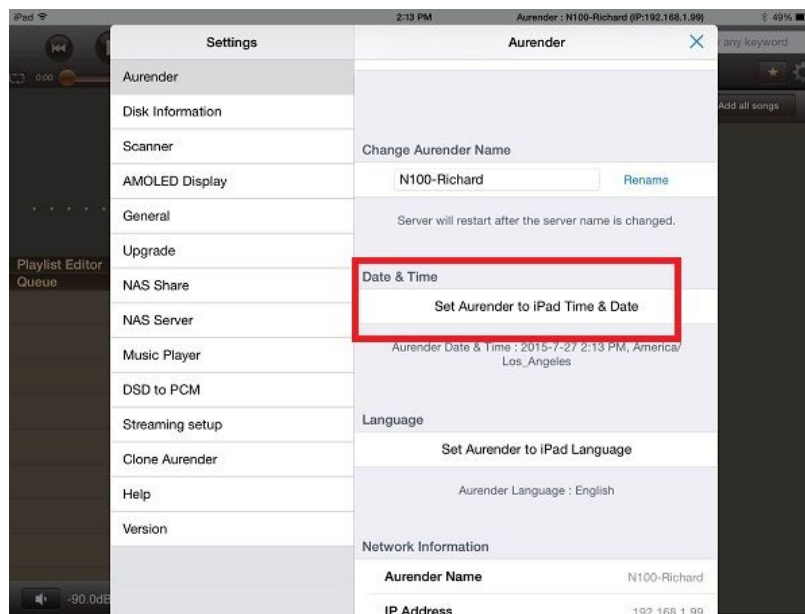 iPad
2:13 PM
Aurender : N100-Richard (IP:192.168.1.99)
49%
any keyword
0:00
Add all songs
Playlist Editor
Queue
-90.0dB
Settings
Aurender
Disk Information
Scanner
AMOLED Display
General
Upgrade
NAS Share
NAS Server
Music Player
DSD to PCM
Streaming setup
Clone Aurender
Help
Version
Aurender
Change Aurender Name
N100-Richard Rename
Server will restart after the server name is changed.
Date & Time
Set Aurender to iPad Time & Date
Aurender Date & Time : 2015-7-27 2:13 PM, America/
Los_Angeles
Language
Set Aurender to iPad Language
Aurender Language : English
Network Information
Aurender Name N100-Richard
IP Address 192.168.1.99